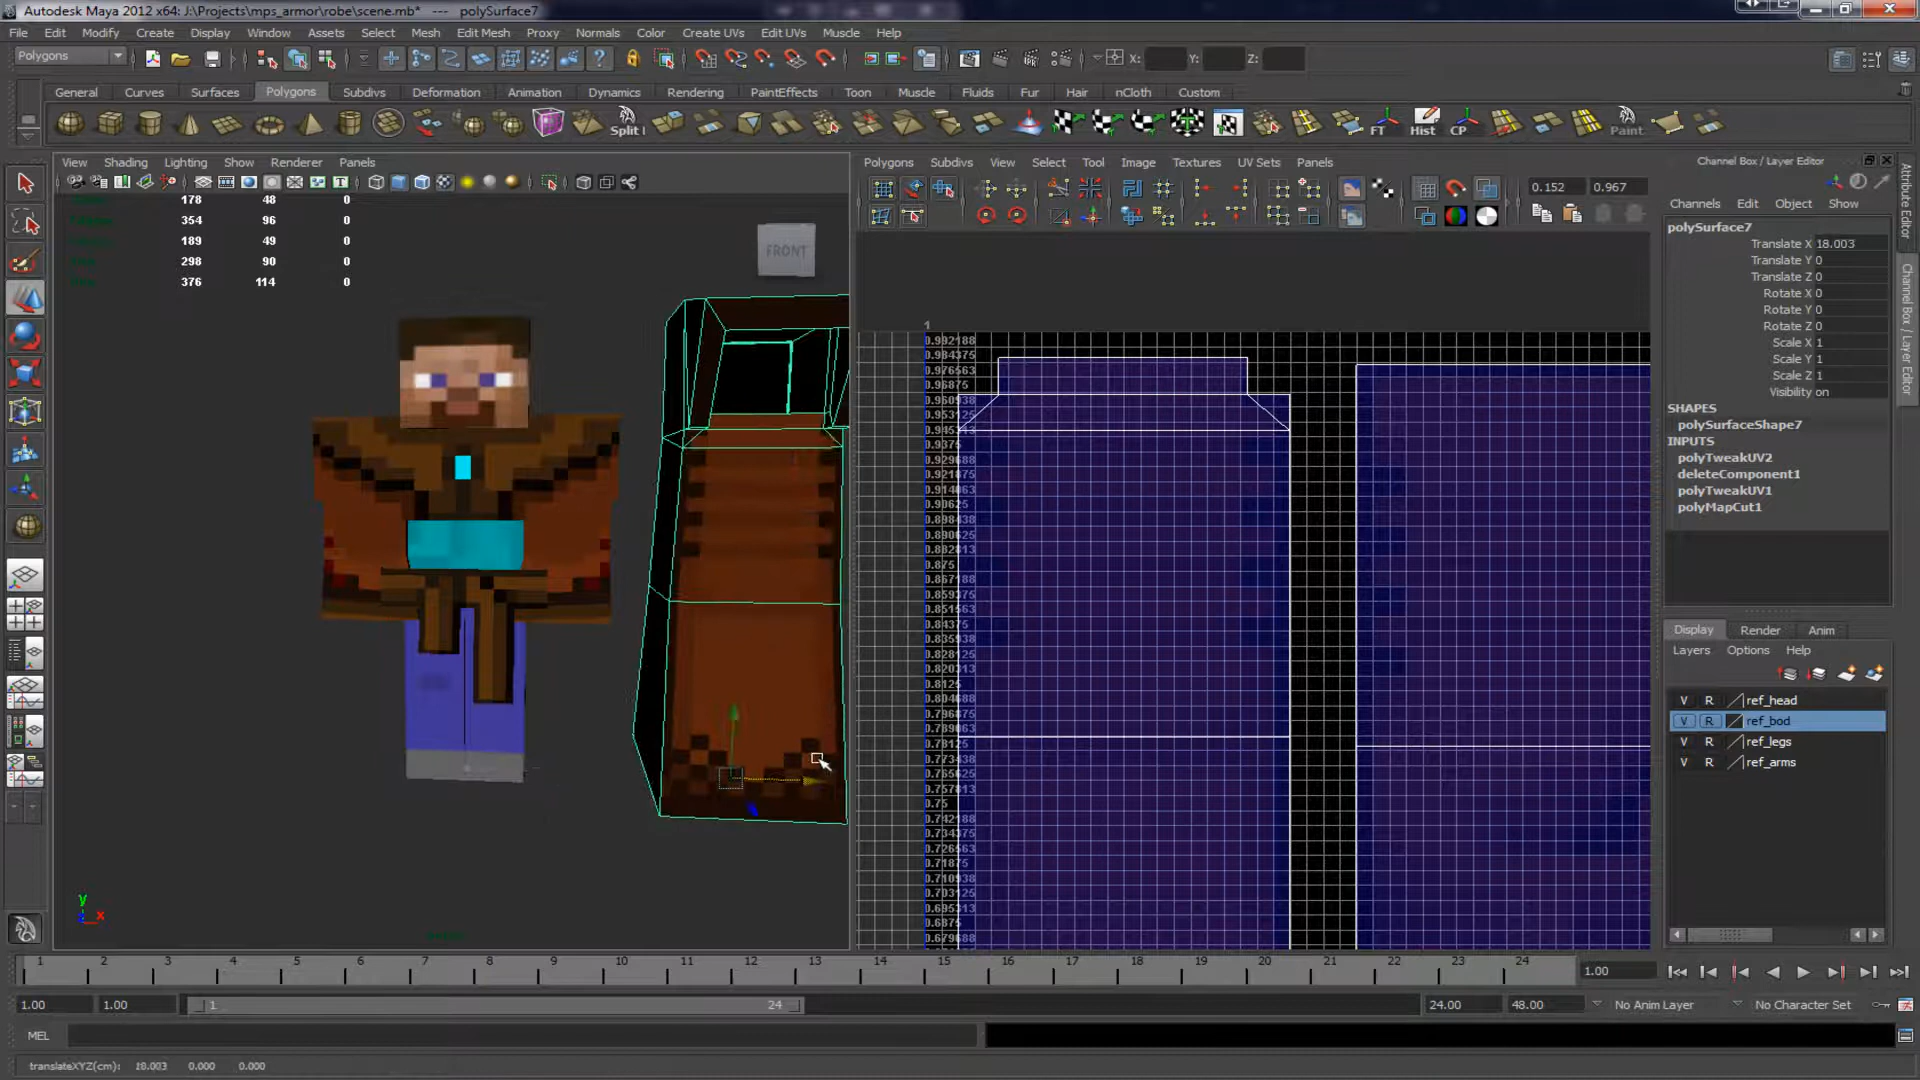 Autodesk Maya 2012 x64: J:\Projects\mps_armor\robe\scene.mb* --- polySurface7
File Edit Modify Create Display Window Assets Select Mesh Edit Mesh Proxy Normals Color Create UVs Edit UVs Muscle Help
Polygons X: Y: Z:
General Curves Surfaces Polygons Subdivs Deformation Animation Dynamics Rendering PaintEffects Toon Muscle Fluids Fur Hair nCloth Custom
Split FT Hist CP Paint
View Shading Lighting Show Renderer Panels
178 48 0
354 96 0
189 49 0
298 90 0
376 114 0
FRONT
y
x
Polygons Subdivs View Select Tool Image Textures UV Sets Panels
0.152 0.967
1
0.992188
0.984375
0.976563
0.96875
0.960938
0.953125
0.945313
0.9375
0.929688
0.921875
0.914063
0.90625
0.898438
0.890625
0.882813
0.875
0.867188
0.859375
0.851563
0.84375
0.835938
0.828125
0.820313
0.8125
0.804688
0.796875
0.789063
0.78125
0.773438
0.765625
0.757813
0.75
0.742188
0.734375
0.726563
0.71875
0.710938
0.703125
0.695313
0.6875
0.679688
Channel Box / Layer Editor
Channels Edit Object Show
polySurface7
Translate X 18.003
Translate Y 0
Translate Z 0
Rotate X 0
Rotate Y 0
Rotate Z 0
Scale X 1
Scale Y 1
Scale Z 1
Visibility on
SHAPES
polySurfaceShape7
INPUTS
polyTweakUV2
deleteComponent1
polyTweakUV1
polyMapCut1
Display Render Anim
Layers Options Help
V R ref_head
V R ref_bod
V R ref_legs
V R ref_arms
Attribute Editor
Channel Box / Layer Editor
1 2 3 4 5 6 7 8 9 10 11 12 13 14 15 16 17 18 19 20 21 22 23 24 1.00
1.00 1.00 1 24 24.00 48.00 No Anim Layer No Character Set
MEL
translateXYZ(cm): 18.003 0.000 0.000